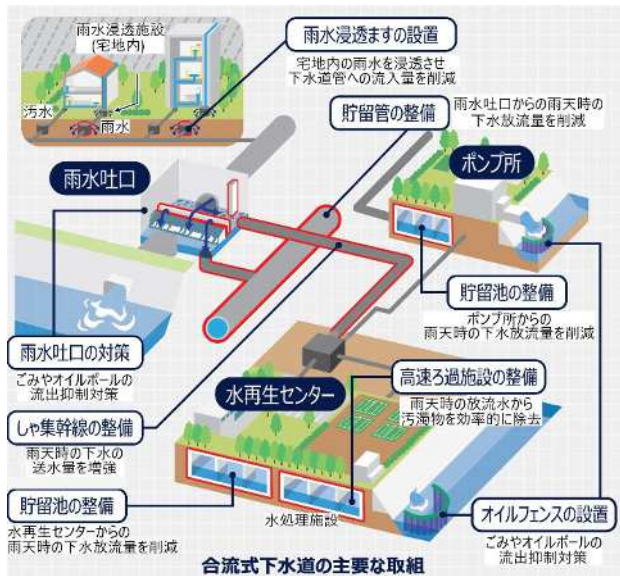 雨水浸透施設
(宅地内)
汚水
雨水
雨水浸透ますの設置
宅地内の雨水を浸透させ
下水道管への流入量を削減
貯留管の整備
雨水吐口からの雨天時の
下水放流量を削減
雨水吐口
ポンプ所
貯留池の整備
ポンプ所からの
雨天時の下水放流量を削減
雨水吐口の対策
ごみやオイルボールの
流出抑制対策
水再生センター
高速ろ過施設の整備
雨天時の放流水から
汚濁物を効率的に除去
しゃ集幹線の整備
雨天時の下水の
送水量を増強
貯留池の整備
水再生センターからの
雨天時の下水放流量を削減
水処理施設
オイルフェンスの設置
ごみやオイルボールの
流出抑制対策
合流式下水道の主要な取組